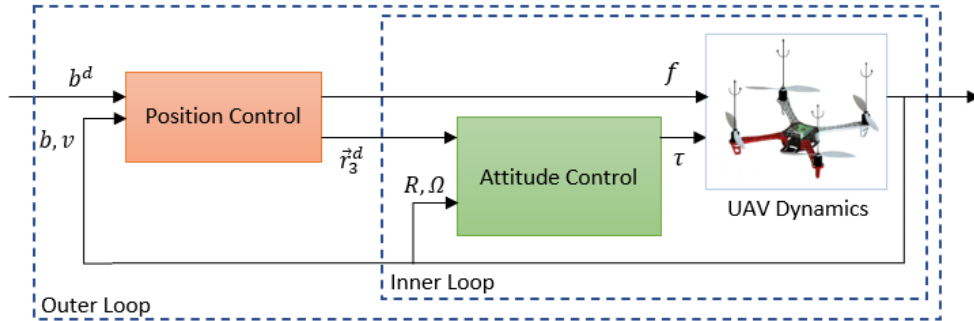 b^d
Position Control
b, v
f
r⃗_3^d
Attitude Control
τ
R, Ω
UAV Dynamics
Inner Loop
Outer Loop